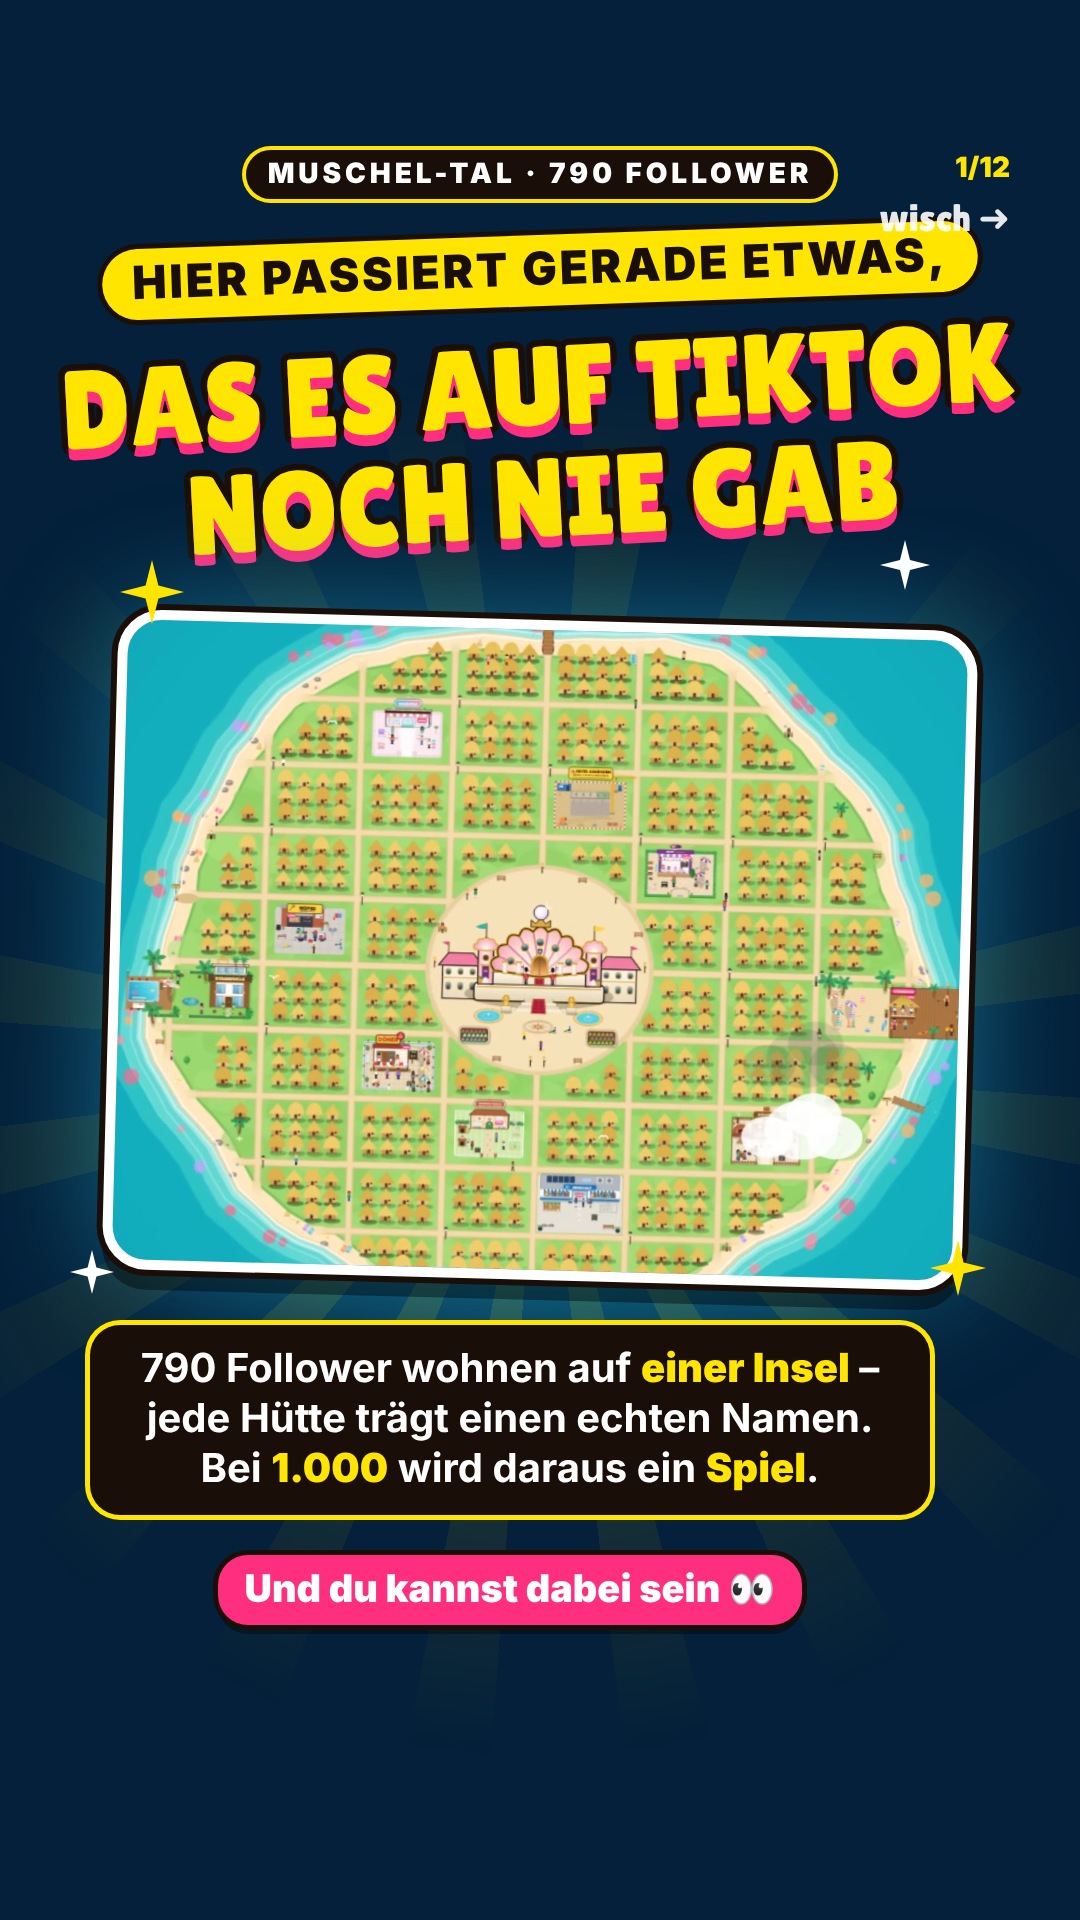 MUSCHEL-TAL · 790 FOLLOWER
1/12
wisch →
HIER PASSIERT GERADE ETWAS,
DAS ES AUF TIKTOK
NOCH NIE GAB
790 Follower wohnen auf einer Insel –
jede Hütte trägt einen echten Namen.
Bei 1.000 wird daraus ein Spiel.
Und du kannst dabei sein 👀